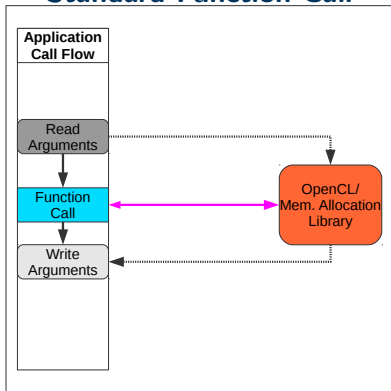 Standard Function Call
Application
Call Flow
Read
Arguments
Function
Call
Write
Arguments
OpenCL/
Mem. Allocation
Library